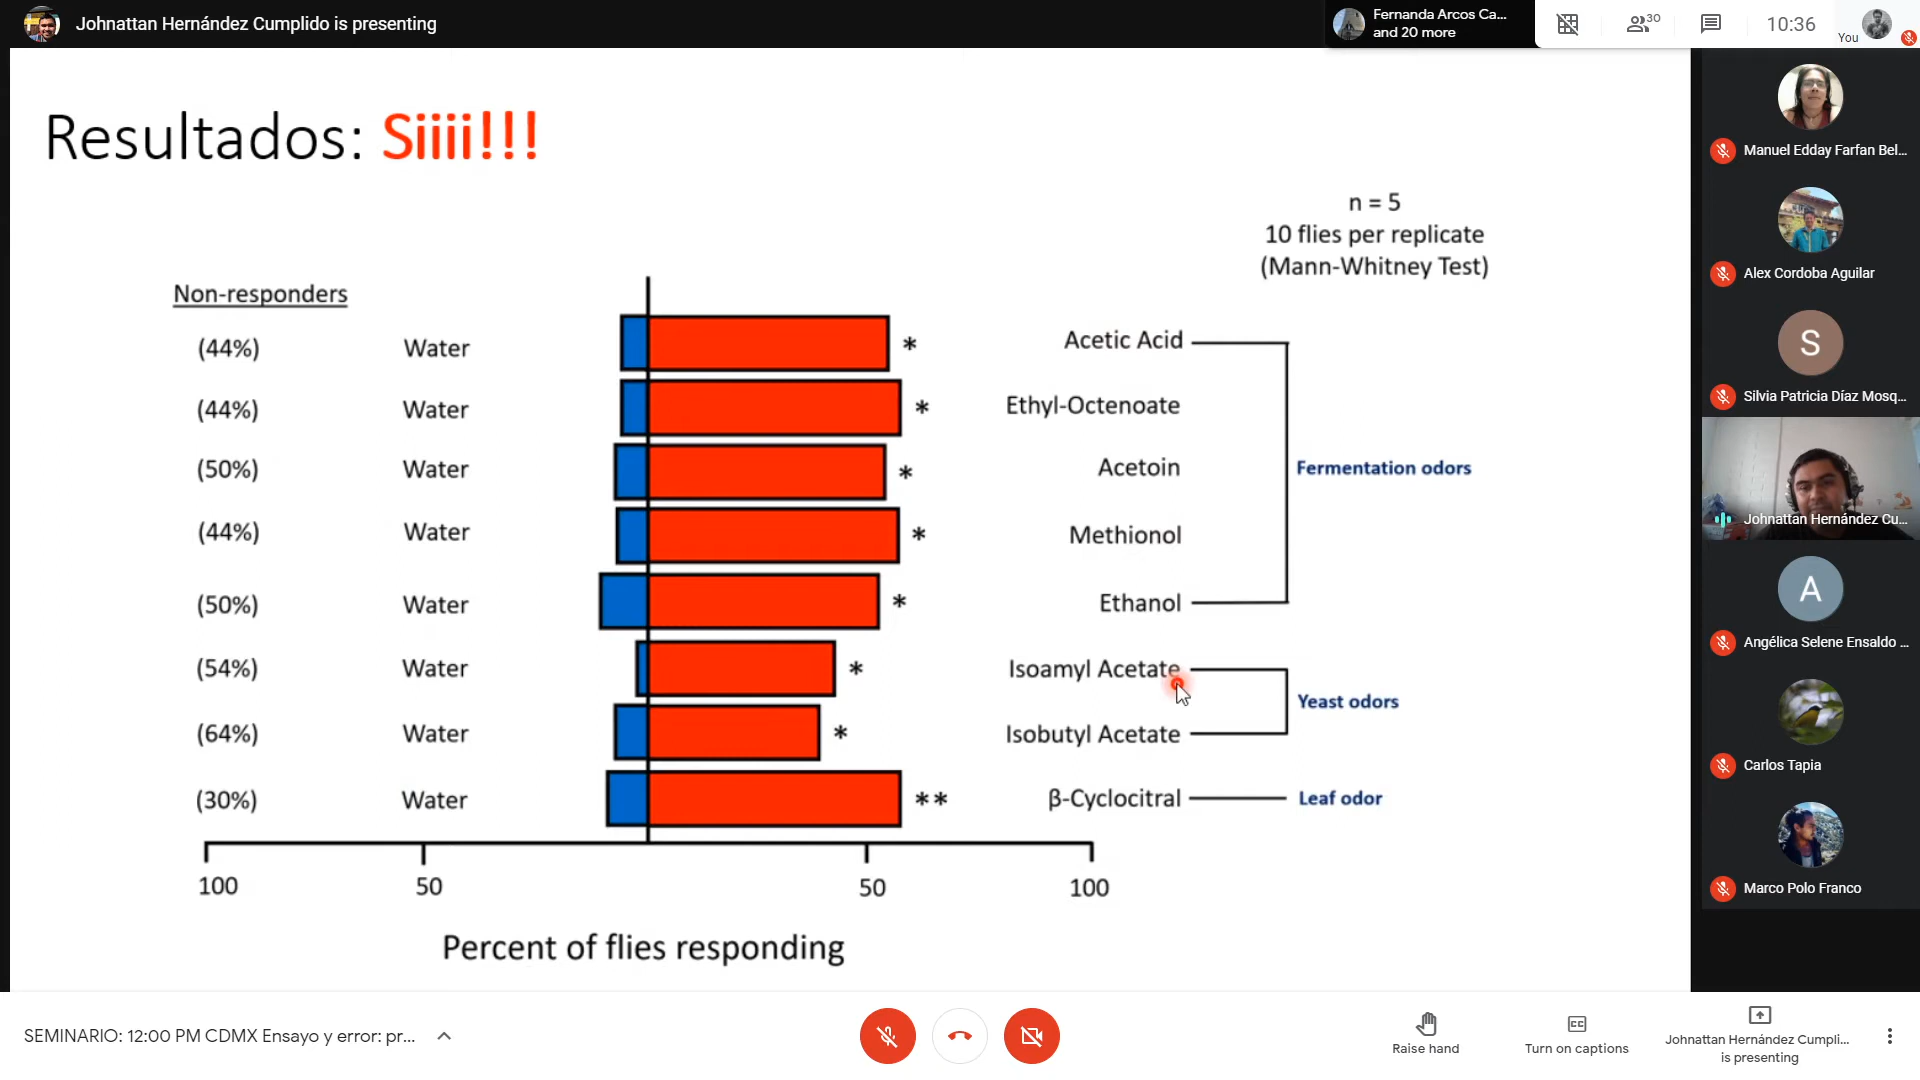 Johnattan Hernández Cumplido is presenting
Fernanda Arcos Ca...
and 20 more
30
10:36
You
Resultados: Siiii!!!
n = 5
10 flies per replicate
(Mann-Whitney Test)
Non-responders
(44%) Water * Acetic Acid
(44%) Water * Ethyl-Octenoate
(50%) Water * Acetoin
Fermentation odors
(44%) Water * Methionol
(50%) Water * Ethanol
(54%) Water * Isoamyl Acetate
Yeast odors
(64%) Water * Isobutyl Acetate
(30%) Water ** β-Cyclocitral Leaf odor
100 50 50 100
Percent of flies responding
Manuel Edday Farfan Bel...
Alex Cordoba Aguilar
S
Silvia Patricia Díaz Mosq...
Johnattan Hernández Cu...
A
Angélica Selene Ensaldo ...
Carlos Tapia
Marco Polo Franco
SEMINARIO: 12:00 PM CDMX Ensayo y error: pr...
Raise hand
Turn on captions
Johnattan Hernández Cumpli...
is presenting